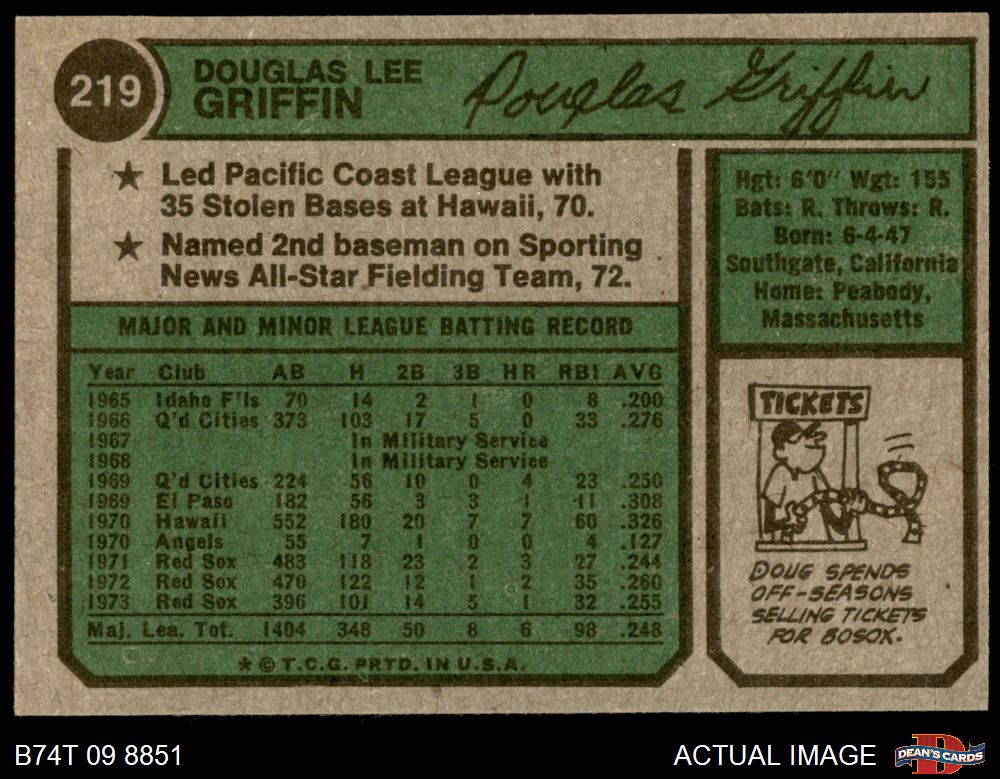 219
DOUGLAS LEE
GRIFFIN
Douglas Griffin
★ Led Pacific Coast League with
35 Stolen Bases at Hawaii, 70.
★ Named 2nd baseman on Sporting
News All-Star Fielding Team, 72.
Hgt: 6'0" Wgt: 155
Bats: R. Throws: R.
Born: 6-4-47
Southgate, California
Home: Peabody,
Massachusetts
MAJOR AND MINOR LEAGUE BATTING RECORD
Year Club AB H 2B 3B HR RBI AVG
1965 Idaho F'ls 70 14 2 1 0 8 .200
1966 Q'd Cities 373 103 17 5 0 33 .276
1967 In Military Service
1968 In Military Service
1969 Q'd Cities 224 56 10 0 4 23 .250
1969 El Paso 182 56 3 3 1 11 .308
1970 Hawaii 552 180 20 7 7 60 .326
1970 Angels 55 7 1 0 0 4 .127
1971 Red Sox 483 118 23 2 3 27 .244
1972 Red Sox 470 122 12 1 2 35 .260
1973 Red Sox 396 101 14 5 1 32 .255
Maj. Lea. Tot. 1404 348 50 8 6 98 .248
★ © T.C.G. PRTD. IN U.S.A.
TICKETS
DOUG SPENDS
OFF-SEASONS
SELLING TICKETS
FOR BOSOX.
B74T 09 8851
ACTUAL IMAGE
DEAN'S CARDS